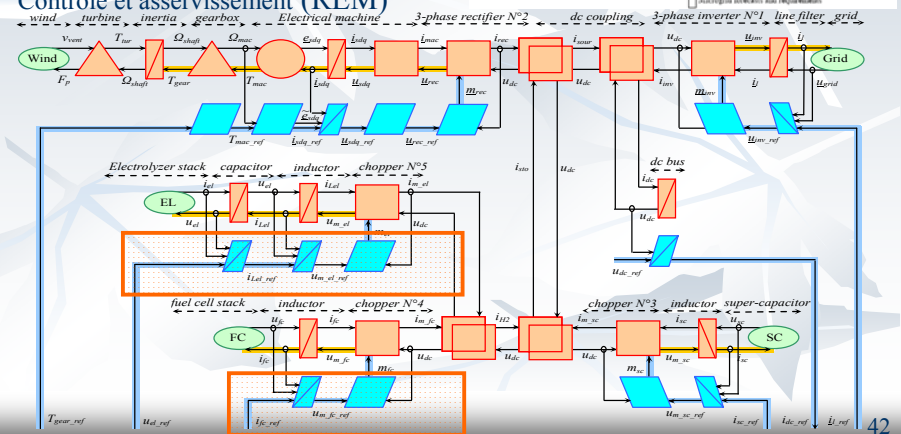 Contrôle et asservissement (REM)
wind turbine inertia gearbox Electrical machine 3-phase rectifier N°2 dc coupling 3-phase inverter N°1 line filter grid
v_vent T_tur Ω_shaft Ω_mac e_sdq i_sdq i_mac i_rec i_sour u_dc u_inv i_l
Wind Grid
F_p Ω_shaft T_gear T_mac i_sdq u_sdq u_rec u_dc u_dc i_inv i_l u_grid
m_rec m_inv
ẽ_sdq
T_mac_ref i_sdq_ref u_sdq_ref u_rec_ref u_inv_ref
Electrolyzer stack capacitor inductor chopper N°5 i_sto u_dc dc bus
i_el u_el i_Lel i_m_el i_dc
EL
u_el i_Lel u_m_el u_dc u_dc
i_Lel_ref u_m_el_ref u_dc_ref
fuel cell stack inductor chopper N°4 chopper N°3 inductor super-capacitor
u_fc i_fc i_m_fc i_H2 i_m_sc i_sc u_sc
FC SC
i_fc u_m_fc u_dc u_dc u_dc u_m_sc i_sc
m_fc m_sc
u_m_fc_ref u_m_sc_ref
T_gear_ref u_el_ref i_fc_ref i_sc_ref i_dc_ref i_l_ref
42